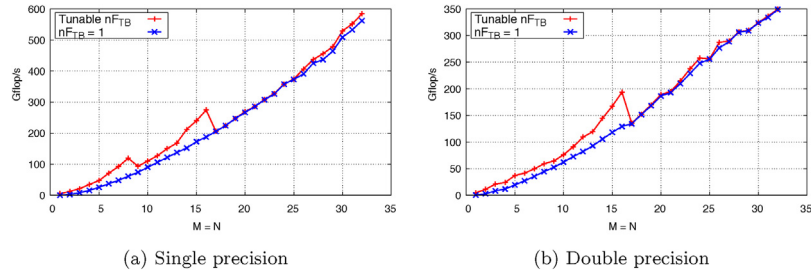 Tunable nF_TB
nF_TB = 1
Gflop/s
600
500
400
300
200
100
0
0 5 10 15 20 25 30 35
M = N
(a) Single precision
Tunable nF_TB
nF_TB = 1
Gflop/s
350
300
250
200
150
100
50
0
0 5 10 15 20 25 30 35
M = N
(b) Double precision